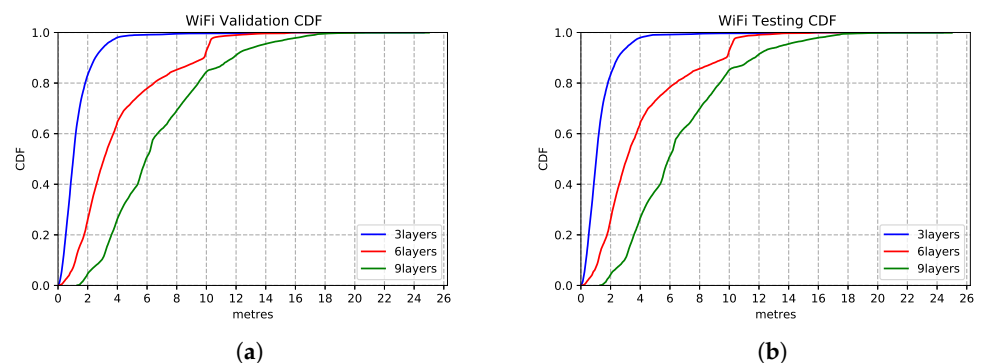 WiFi Validation CDF
1.0
0.8
0.6
0.4
0.2
0.0
CDF
0 2 4 6 8 10 12 14 16 18 20 22 24 26
metres
3layers
6layers
9layers
(a)
WiFi Testing CDF
1.0
0.8
0.6
0.4
0.2
0.0
CDF
0 2 4 6 8 10 12 14 16 18 20 22 24 26
metres
3layers
6layers
9layers
(b)